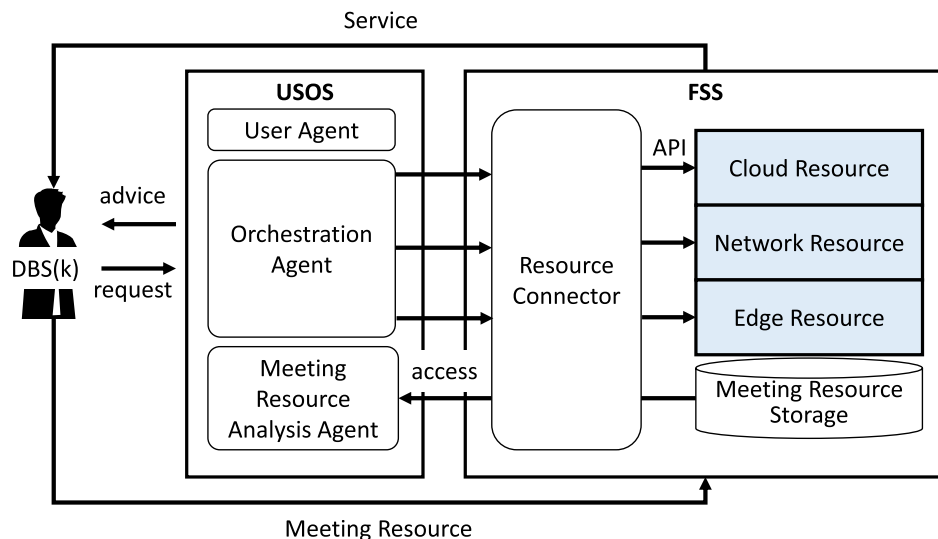 Service
USOS
FSS
User Agent
API
Cloud Resource
advice
Orchestration
Agent
Network Resource
DBS(k)
request
Resource
Connector
Edge Resource
Meeting
Resource
Analysis Agent
access
Meeting Resource
Storage
Meeting Resource